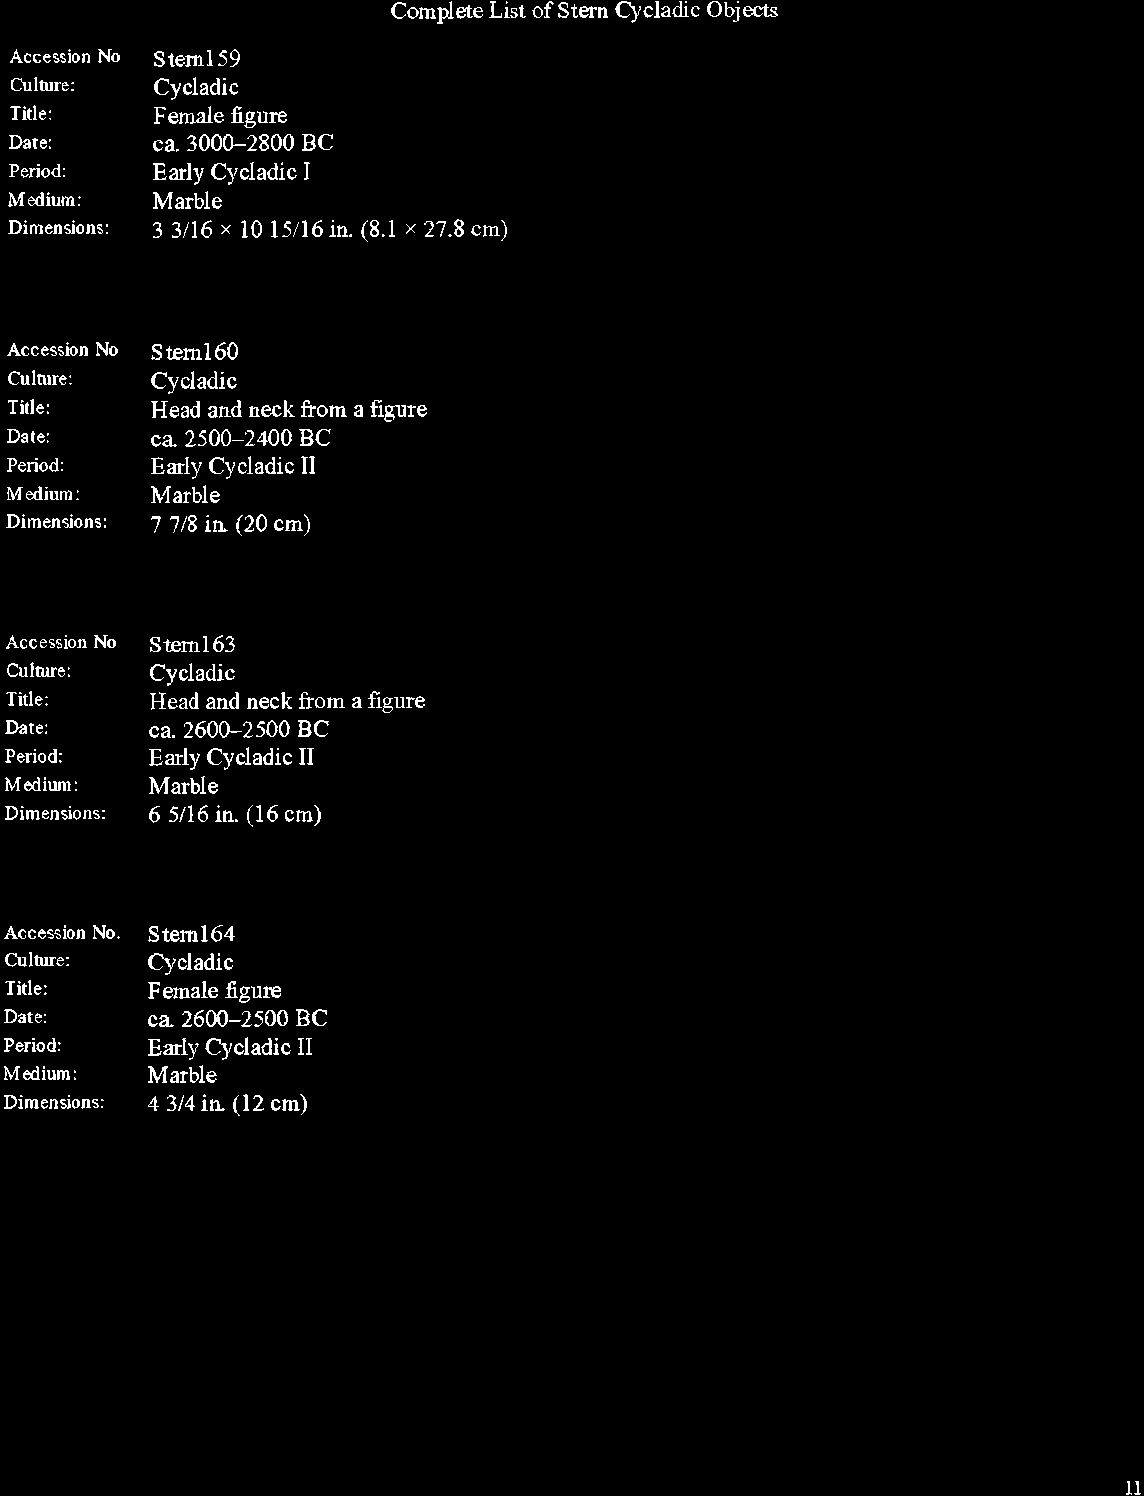 Complete List of Stern Cycladic Objects
Accession No Stern159
Culture: Cycladic
Title: Female figure
Date: ca. 3000–2800 BC
Period: Early Cycladic I
Medium: Marble
Dimensions: 3 3/16 × 10 15/16 in. (8.1 × 27.8 cm)
Accession No Stern160
Culture: Cycladic
Title: Head and neck from a figure
Date: ca. 2500–2400 BC
Period: Early Cycladic II
Medium: Marble
Dimensions: 7 7/8 in. (20 cm)
Accession No Stern163
Culture: Cycladic
Title: Head and neck from a figure
Date: ca. 2600–2500 BC
Period: Early Cycladic II
Medium: Marble
Dimensions: 6 5/16 in. (16 cm)
Accession No. Stern164
Culture: Cycladic
Title: Female figure
Date: ca. 2600–2500 BC
Period: Early Cycladic II
Medium: Marble
Dimensions: 4 3/4 in. (12 cm)
11